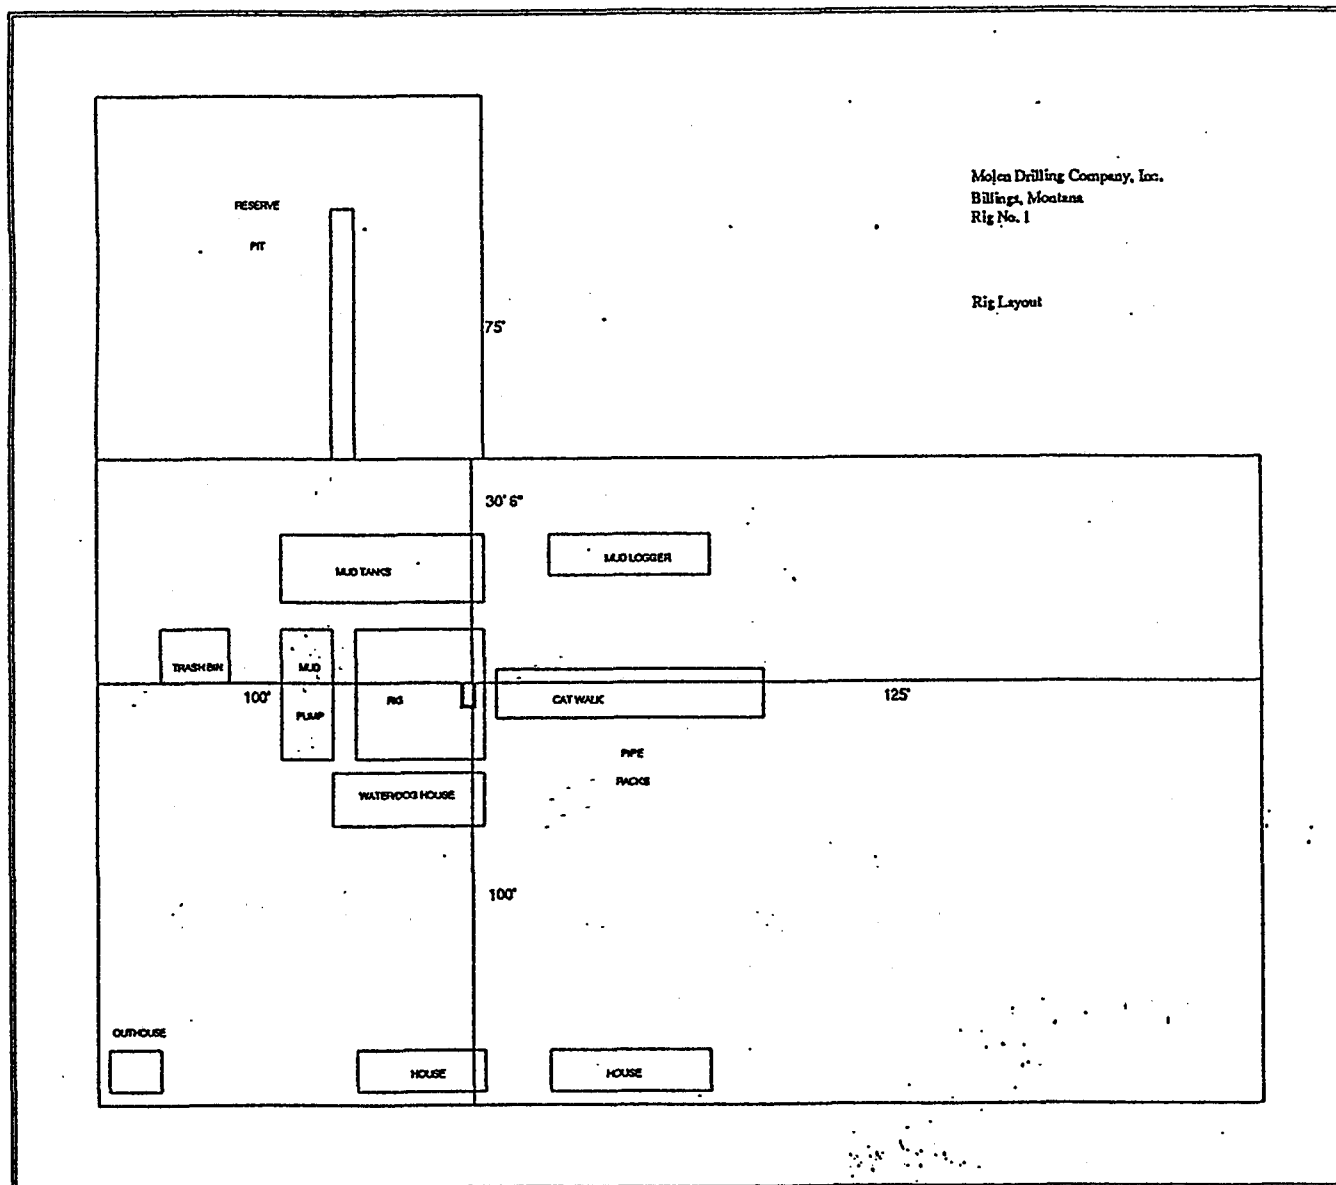 Molen Drilling Company, Inc.
Billings, Montana
Rig No. 1
Rig Layout
RESERVE
PIT
75'
30' 6"
MUD TANKS
MUD LOGGER
TRASH BIN
MUD
PUMP
100'
RIG
CAT WALK
125'
PIPE
RACKS
WATERDOG HOUSE
100'
OUTHOUSE
HOUSE
HOUSE